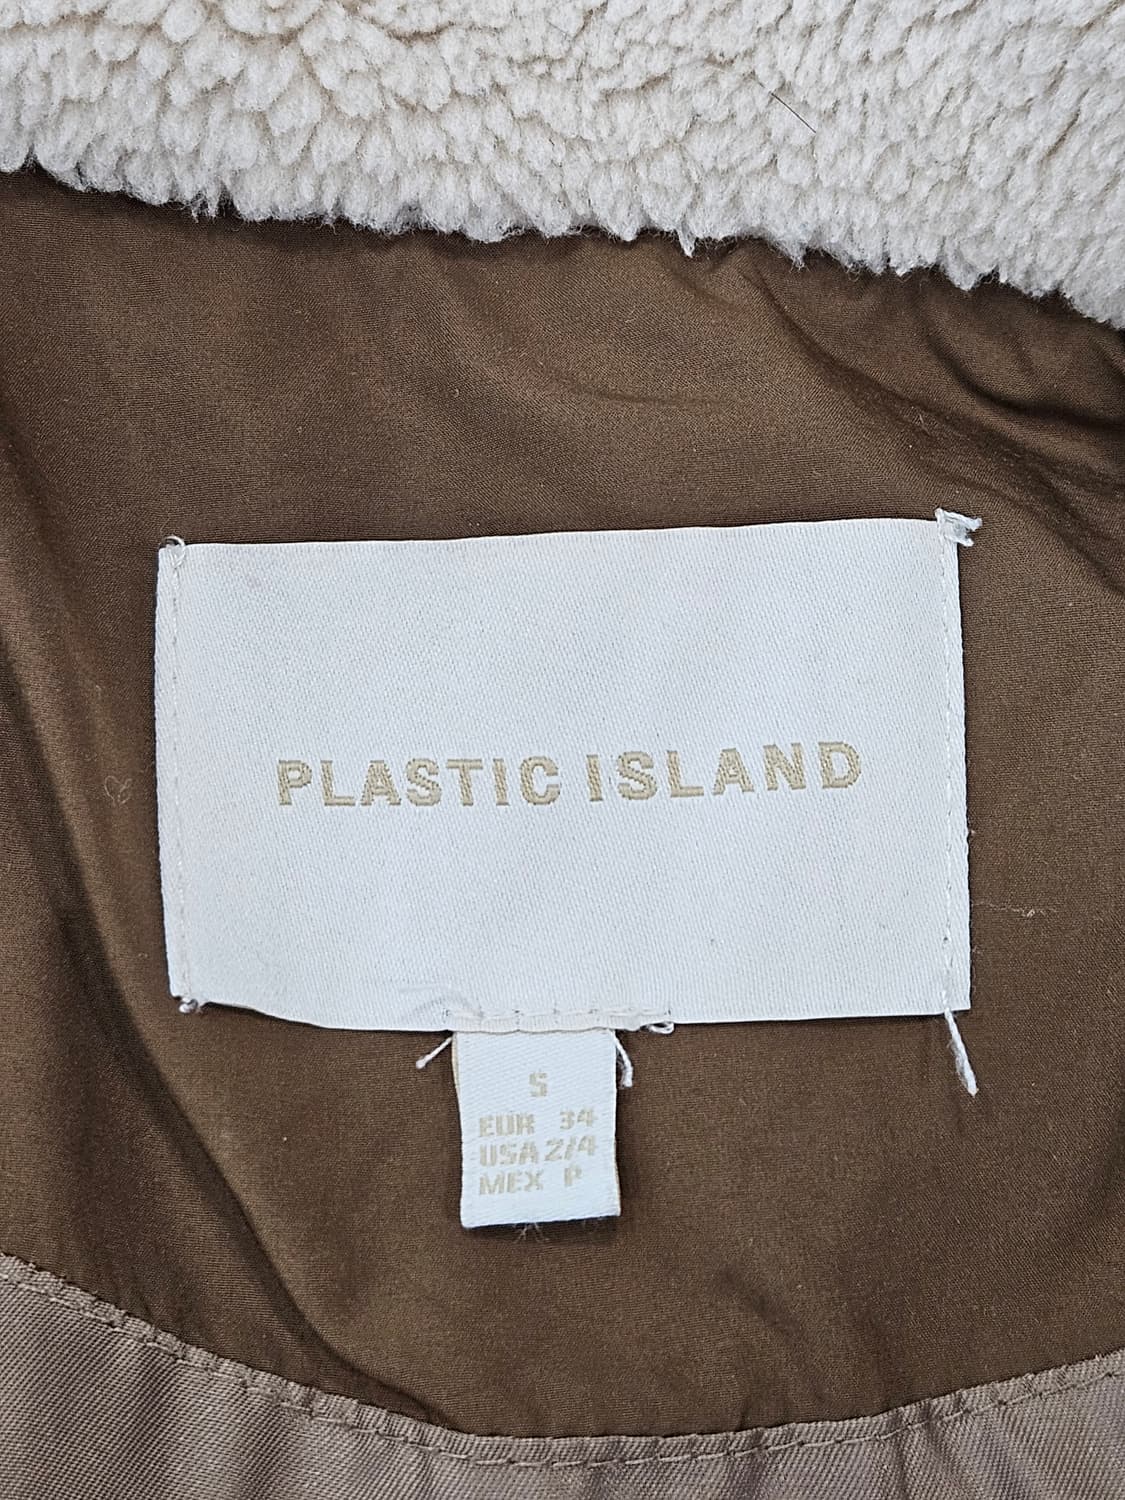 PLASTIC ISLAND
S
EUR 34
USA 2/4
MEX P